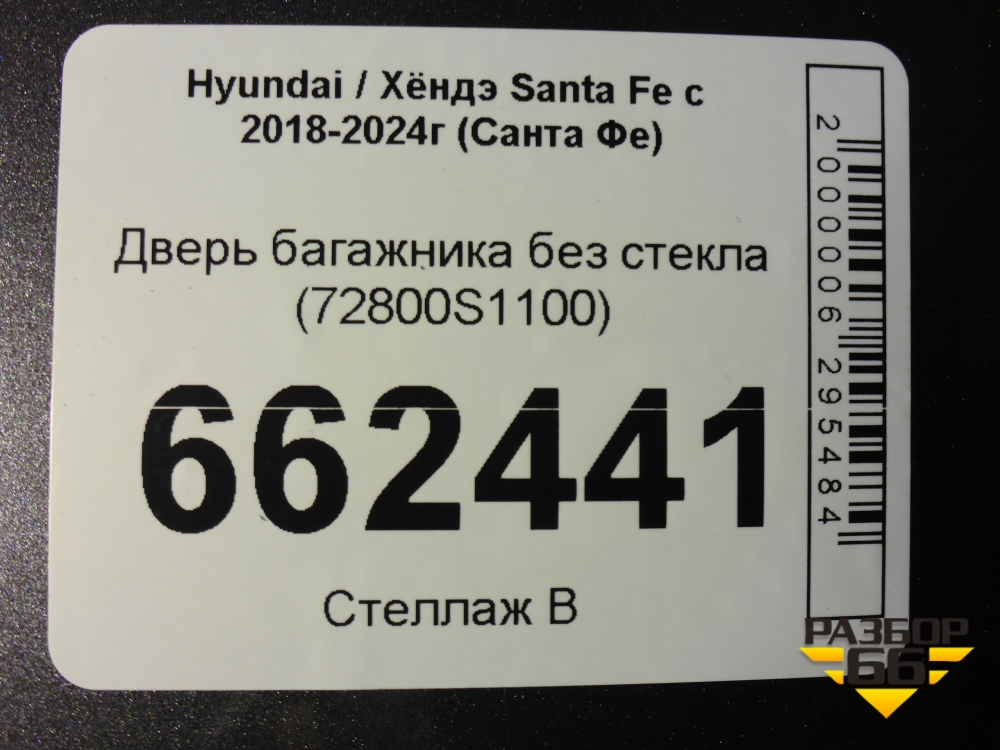 Hyundai / Хёндэ Santa Fe с
2018-2024г (Санта Фе)
Дверь багажника без стекла
(72800S1100)
662441
Стеллаж В
2 000006 295484
РАЗБОР
66